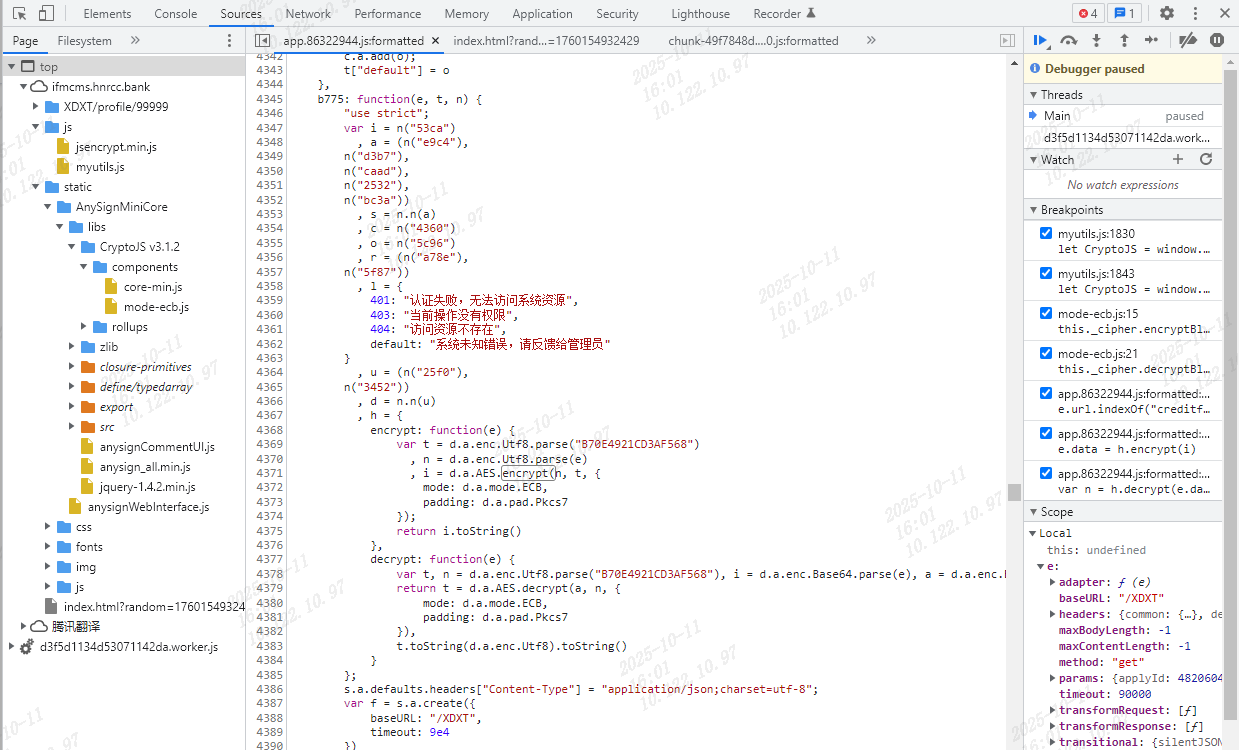 Elements Console Sources Network Performance Memory Application Security Lighthouse Recorder 4 1
Page Filesystem »
app.86322944.js:formatted × index.html?rand...=1760154932429 chunk-49f7848d....0.js:formatted »
top
ifmcms.hnrcc.bank
XDXT/profile/99999
js
jsencrypt.min.js
myutils.js
static
AnySignMiniCore
libs
CryptoJS v3.1.2
components
core-min.js
mode-ecb.js
rollups
zlib
closure-primitives
define/typedarray
export
src
anysignCommentUI.js
anysign_all.min.js
jquery-1.4.2.min.js
anysignWebInterface.js
css
fonts
img
js
index.html?random=17601549324
腾讯翻译
d3f5d1134d53071142da.worker.js
4342 c.a.add(o);
4343 t["default"] = o
4344 },
4345 b775: function(e, t, n) {
4346 "use strict";
4347 var i = n("53ca")
4348 , a = (n("e9c4"),
4349 n("d3b7"),
4350 n("caad"),
4351 n("2532"),
4352 n("bc3a"))
4353 , s = n.n(a)
4354 , c = n("4360")
4355 , o = n("5c96")
4356 , r = (n("a78e"),
4357 n("5f87"))
4358 , l = {
4359 401: "认证失败，无法访问系统资源",
4360 403: "当前操作没有权限",
4361 404: "访问资源不存在",
4362 default: "系统未知错误，请反馈给管理员"
4363 }
4364 , u = (n("25f0"),
4365 n("3452"))
4366 , d = n.n(u)
4367 , h = {
4368 encrypt: function(e) {
4369 var t = d.a.enc.Utf8.parse("B70E4921CD3AF568")
4370 , n = d.a.enc.Utf8.parse(e)
4371 , i = d.a.AES.encrypt(n, t, {
4372 mode: d.a.mode.ECB,
4373 padding: d.a.pad.Pkcs7
4374 });
4375 return i.toString()
4376 },
4377 decrypt: function(e) {
4378 var t, n = d.a.enc.Utf8.parse("B70E4921CD3AF568"), i = d.a.enc.Base64.parse(e), a = d.a.enc.
4379 return t = d.a.AES.decrypt(a, n, {
4380 mode: d.a.mode.ECB,
4381 padding: d.a.pad.Pkcs7
4382 }),
4383 t.toString(d.a.enc.Utf8).toString()
4384 }
4385 };
4386 s.a.defaults.headers["Content-Type"] = "application/json;charset=utf-8";
4387 var f = s.a.create({
4388 baseURL: "/XDXT",
4389 timeout: 9e4
4390 })
Debugger paused
Threads
Main paused
d3f5d1134d53071142da.work...
Watch
No watch expressions
Breakpoints
myutils.js:1830
let CryptoJS = window....
myutils.js:1843
let CryptoJS = window....
mode-ecb.js:15
this._cipher.encryptBl...
mode-ecb.js:21
this._cipher.decryptBl...
app.86322944.js:formatted:...
e.url.indexOf("creditf...
app.86322944.js:formatted:...
e.data = h.encrypt(i)
app.86322944.js:formatted:...
var n = h.decrypt(e.da...
Scope
Local
this: undefined
e:
adapter: ƒ (e)
baseURL: "/XDXT"
headers: {common: {…}, de
maxBodyLength: -1
maxContentLength: -1
method: "get"
params: {applyId: 4820604
timeout: 90000
transformRequest: [ƒ]
transformResponse: [ƒ]
transitional: {silentJSON
2025-10-11
16:01
10.122.10.97